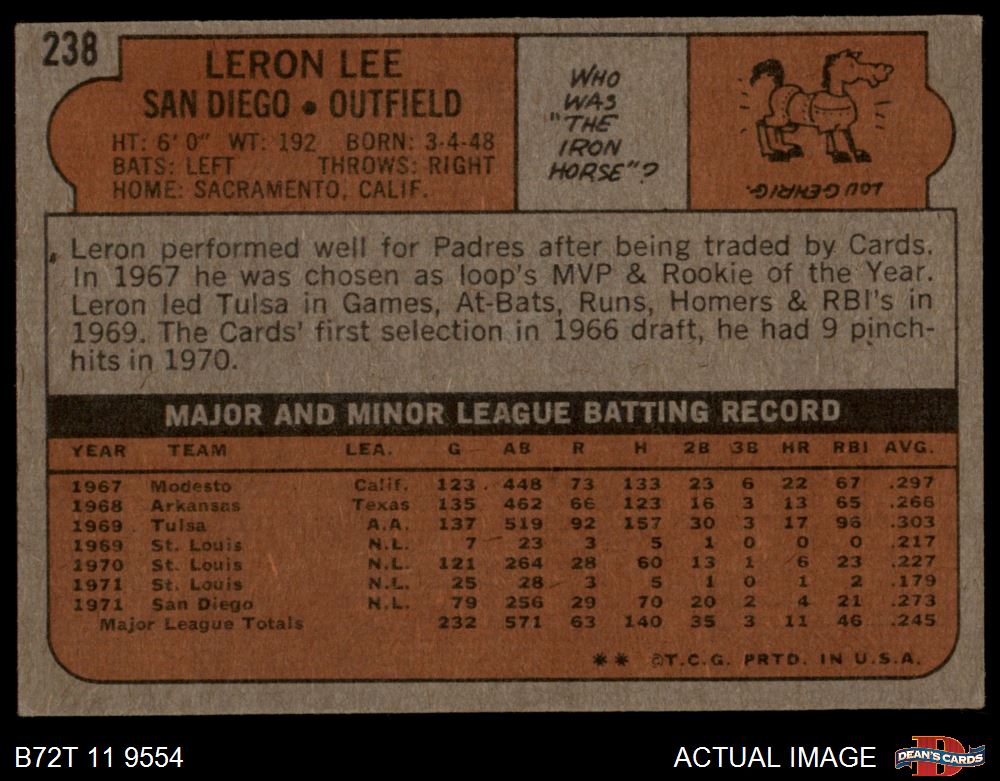 238
LERON LEE
SAN DIEGO • OUTFIELD
HT: 6' 0" WT: 192 BORN: 3-4-48
BATS: LEFT THROWS: RIGHT
HOME: SACRAMENTO, CALIF.
WHO
WAS
"THE
IRON
HORSE"?
LOU GEHRIG.
Leron performed well for Padres after being traded by Cards.
In 1967 he was chosen as loop's MVP & Rookie of the Year.
Leron led Tulsa in Games, At-Bats, Runs, Homers & RBI's in
1969. The Cards' first selection in 1966 draft, he had 9 pinch-
hits in 1970.
MAJOR AND MINOR LEAGUE BATTING RECORD
YEAR TEAM LEA. G AB R H 2B 3B HR RBI AVG.
1967 Modesto Calif. 123 448 73 133 23 6 22 67 .297
1968 Arkansas Texas 135 462 66 123 16 3 13 65 .266
1969 Tulsa A.A. 137 519 92 157 30 3 17 96 .303
1969 St. Louis N.L. 7 23 3 5 1 0 0 0 .217
1970 St. Louis N.L. 121 264 28 60 13 1 6 23 .227
1971 St. Louis N.L. 25 28 3 5 1 0 1 2 .179
1971 San Diego N.L. 79 256 29 70 20 2 4 21 .273
Major League Totals 232 571 63 140 35 3 11 46 .245
** ©T.C.G. PRTD. IN U.S.A.
B72T 11 9554
ACTUAL IMAGE
D
DEAN'S CARDS